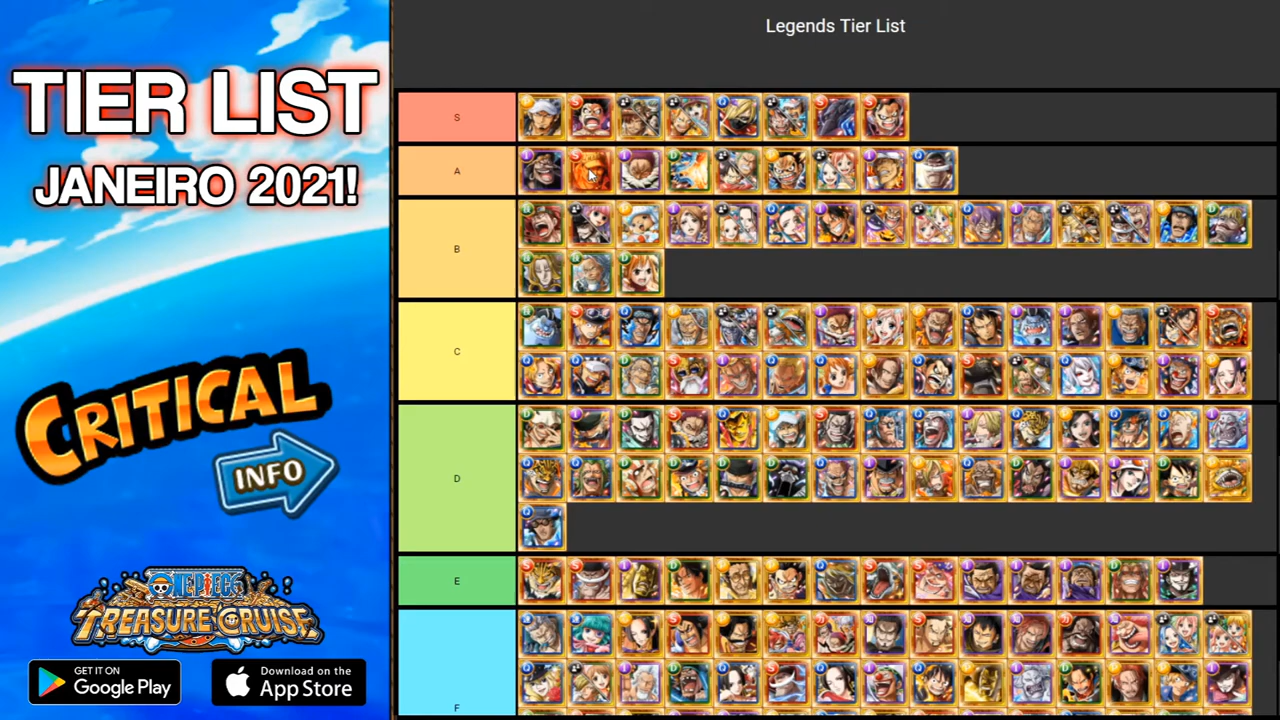 Legends Tier List
TIER LIST
JANEIRO 2021!
CRITICAL
INFO
ONE PIECE
TREASURE CRUISE
GET IT ON
Google Play
Download on the
App Store
S
A
B
C
D
E
F